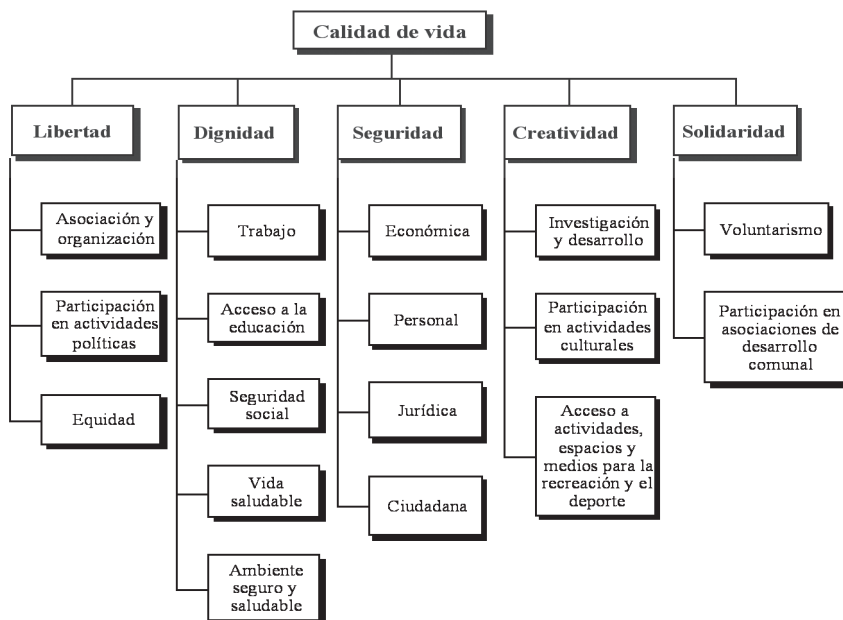 Calidad de vida
Libertad
Dignidad
Seguridad
Creatividad
Solidaridad
Asociación y
organización
Participación
en actividades
políticas
Equidad
Trabajo
Acceso a la
educación
Seguridad
social
Vida
saludable
Ambiente
seguro y
saludable
Económica
Personal
Jurídica
Ciudadana
Investigación
y desarrollo
Participación
en actividades
culturales
Acceso a
actividades,
espacios y
medios para la
recreación y el
deporte
Voluntarismo
Participación en
asociaciones de
desarrollo
comunal